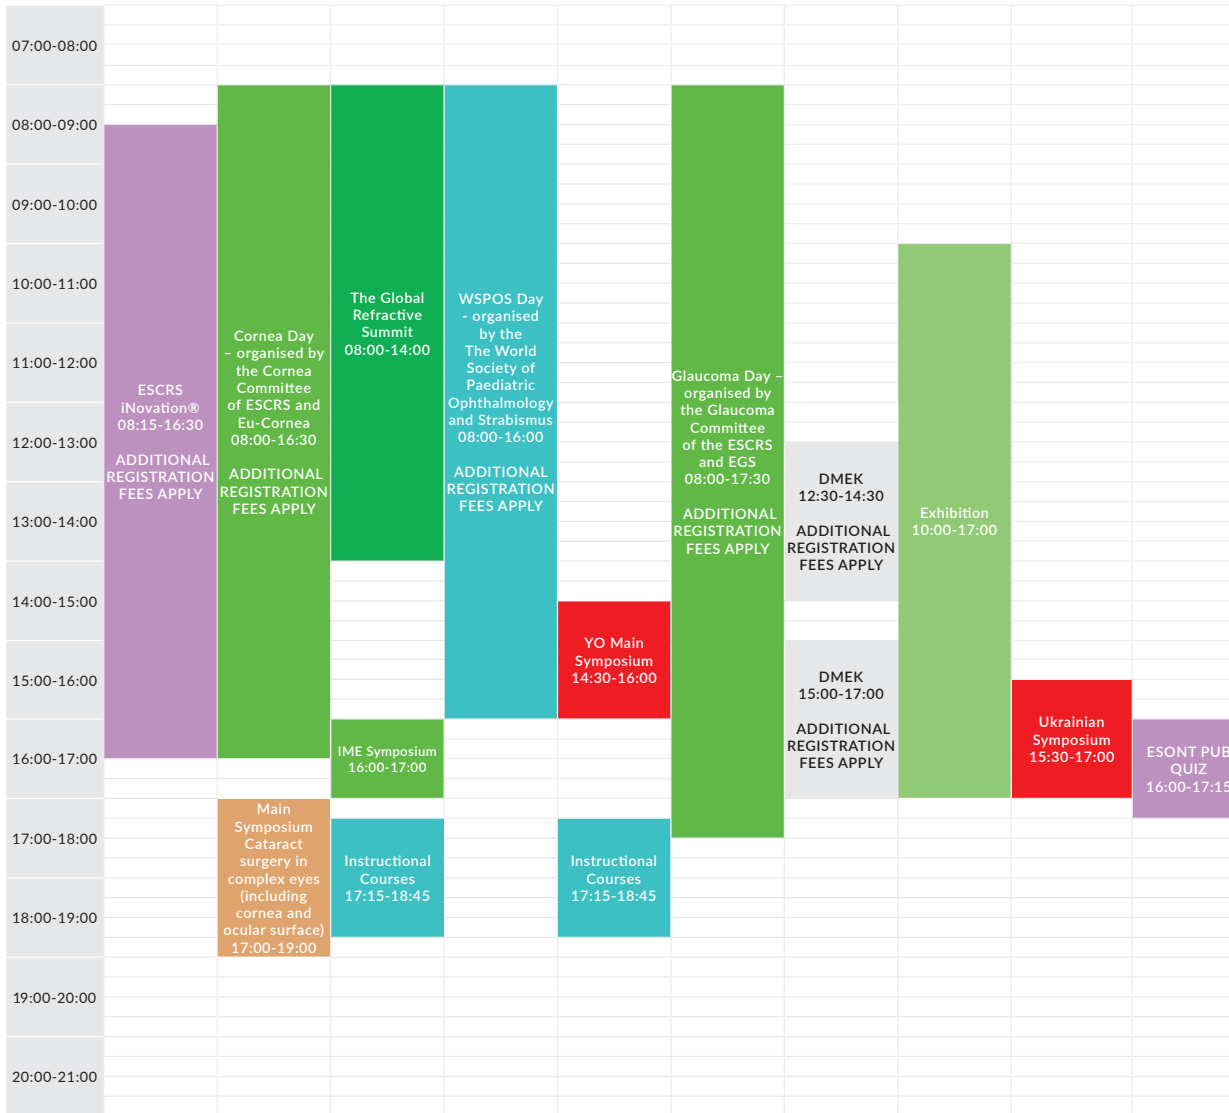 07:00-08:00
08:00-09:00
09:00-10:00
10:00-11:00
11:00-12:00
12:00-13:00
13:00-14:00
14:00-15:00
15:00-16:00
16:00-17:00
17:00-18:00
18:00-19:00
19:00-20:00
20:00-21:00
ESCRS
iNovation®
08:15-16:30
ADDITIONAL
REGISTRATION
FEES APPLY
Cornea Day
– organised by
the Cornea
Committee
of ESCRS and
Eu-Cornea
08:00-16:30
ADDITIONAL
REGISTRATION
FEES APPLY
Main
Symposium
Cataract
surgery in
complex eyes
(including
cornea and
ocular surface)
17:00-19:00
The Global
Refractive
Summit
08:00-14:00
IME Symposium
16:00-17:00
Instructional
Courses
17:15-18:45
WSPOS Day
- organised
by the
The World
Society of
Paediatric
Ophthalmology
and Strabismus
08:00-16:00
ADDITIONAL
REGISTRATION
FEES APPLY
YO Main
Symposium
14:30-16:00
Instructional
Courses
17:15-18:45
Glaucoma Day –
organised by
the Glaucoma
Committee
of the ESCRS
and EGS
08:00-17:30
ADDITIONAL
REGISTRATION
FEES APPLY
DMEK
12:30-14:30
ADDITIONAL
REGISTRATION
FEES APPLY
DMEK
15:00-17:00
ADDITIONAL
REGISTRATION
FEES APPLY
Exhibition
10:00-17:00
Ukrainian
Symposium
15:30-17:00
ESONT PUB
QUIZ
16:00-17:15